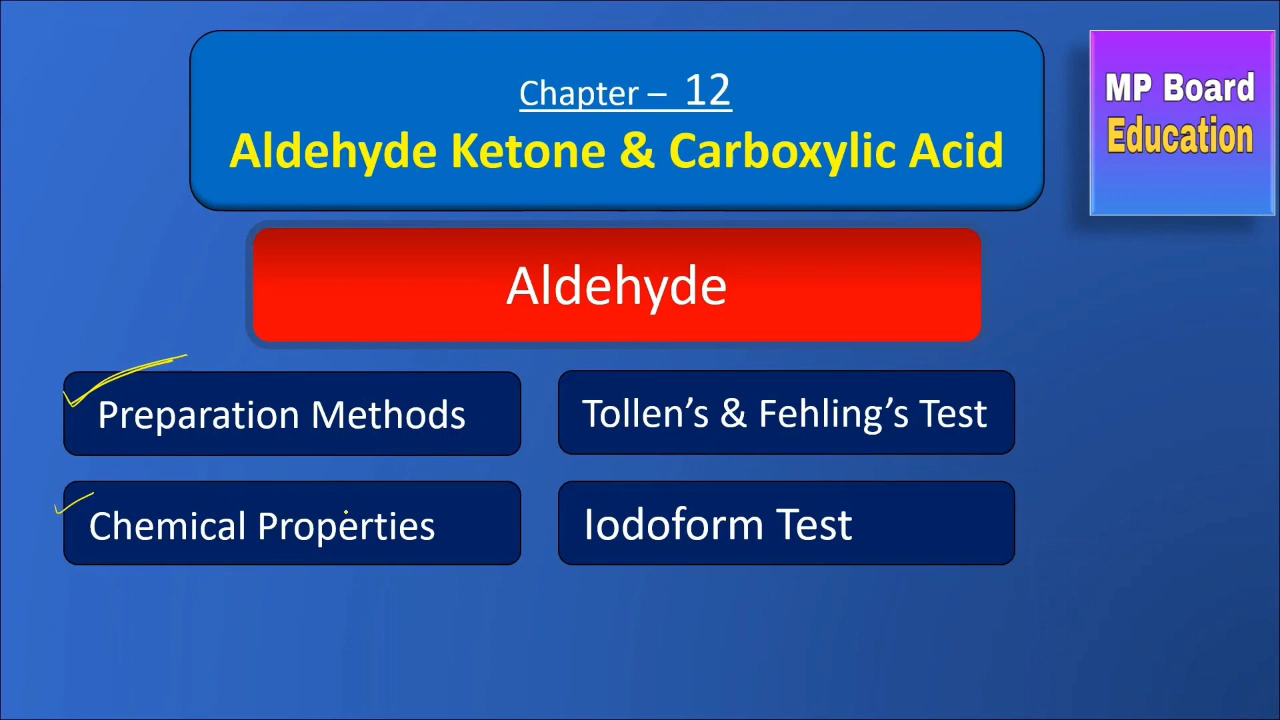 Chapter – 12
Aldehyde Ketone & Carboxylic Acid
MP Board
Education
Aldehyde
Preparation Methods
Tollen’s & Fehling’s Test
Chemical Properties
Iodoform Test